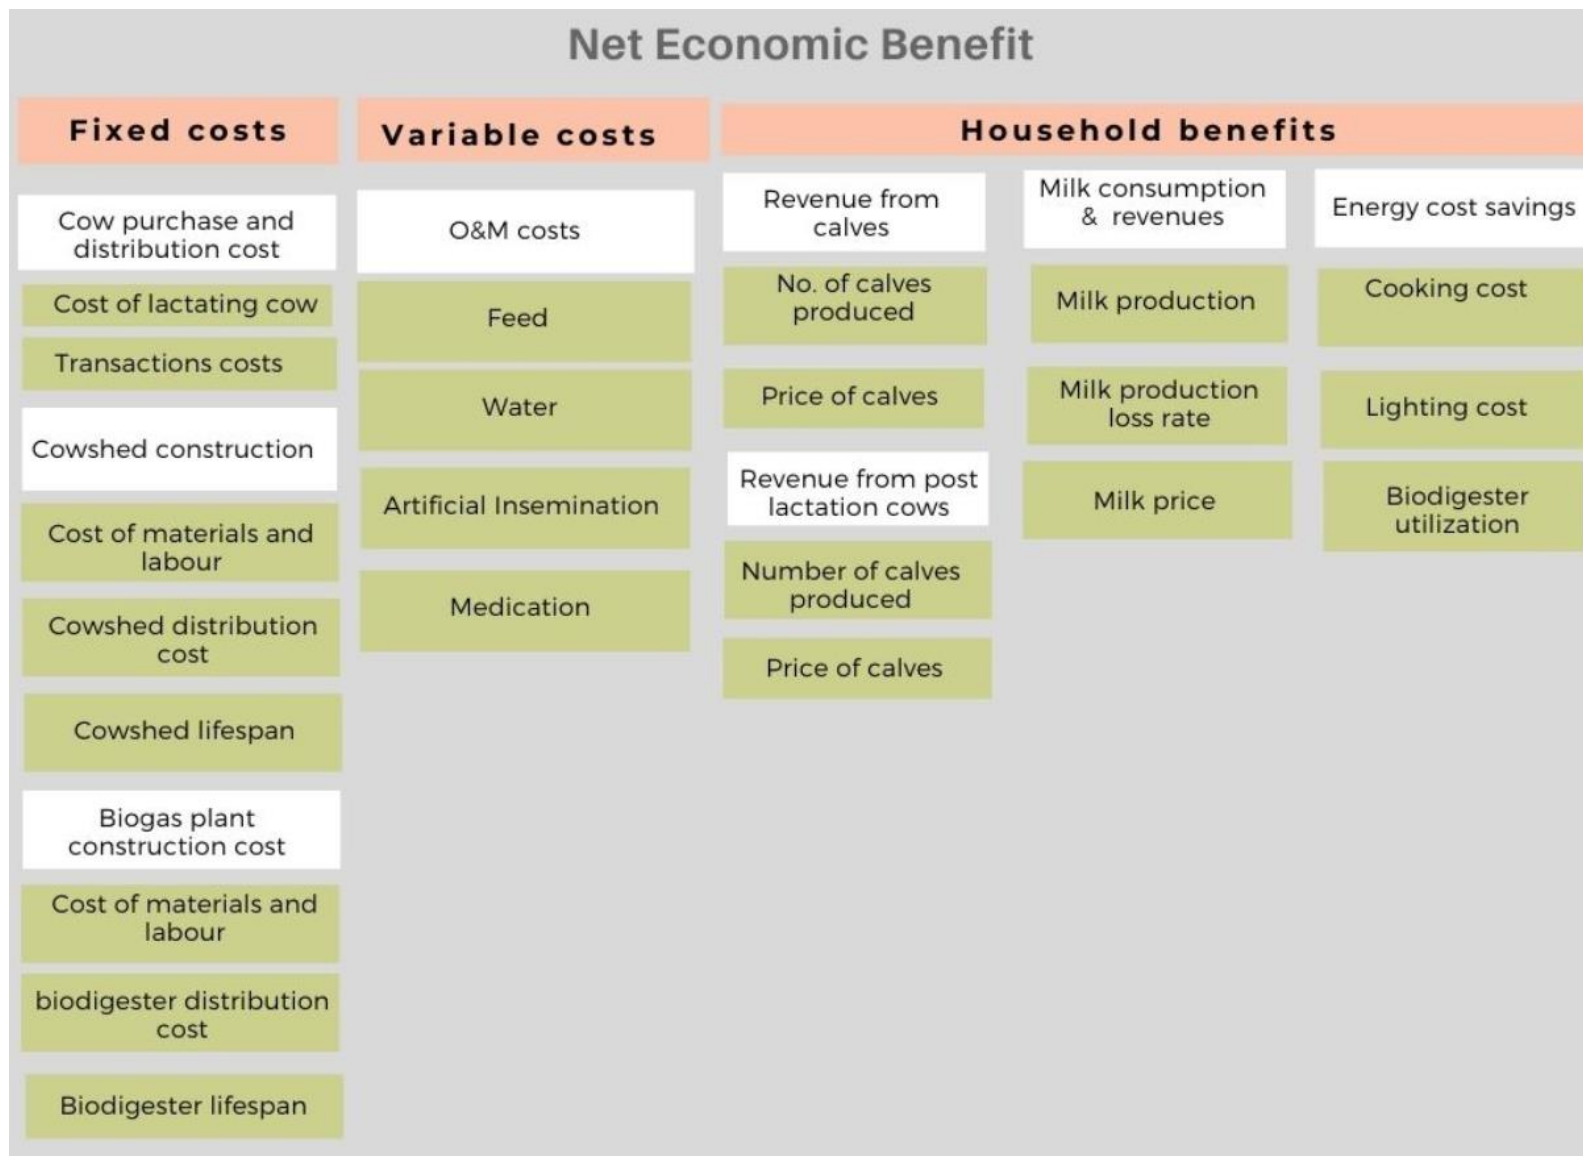 Net Economic Benefit
Fixed costs
Cow purchase and
distribution cost
Cost of lactating cow
Transactions costs
Cowshed construction
Cost of materials and
labour
Cowshed distribution
cost
Cowshed lifespan
Biogas plant
construction cost
Cost of materials and
labour
biodigester distribution
cost
Biodigester lifespan
Variable costs
O&M costs
Feed
Water
Artificial Insemination
Medication
Household benefits
Revenue from
calves
No. of calves
produced
Price of calves
Revenue from post
lactation cows
Number of calves
produced
Price of calves
Milk consumption
& revenues
Milk production
Milk production
loss rate
Milk price
Energy cost savings
Cooking cost
Lighting cost
Biodigester
utilization